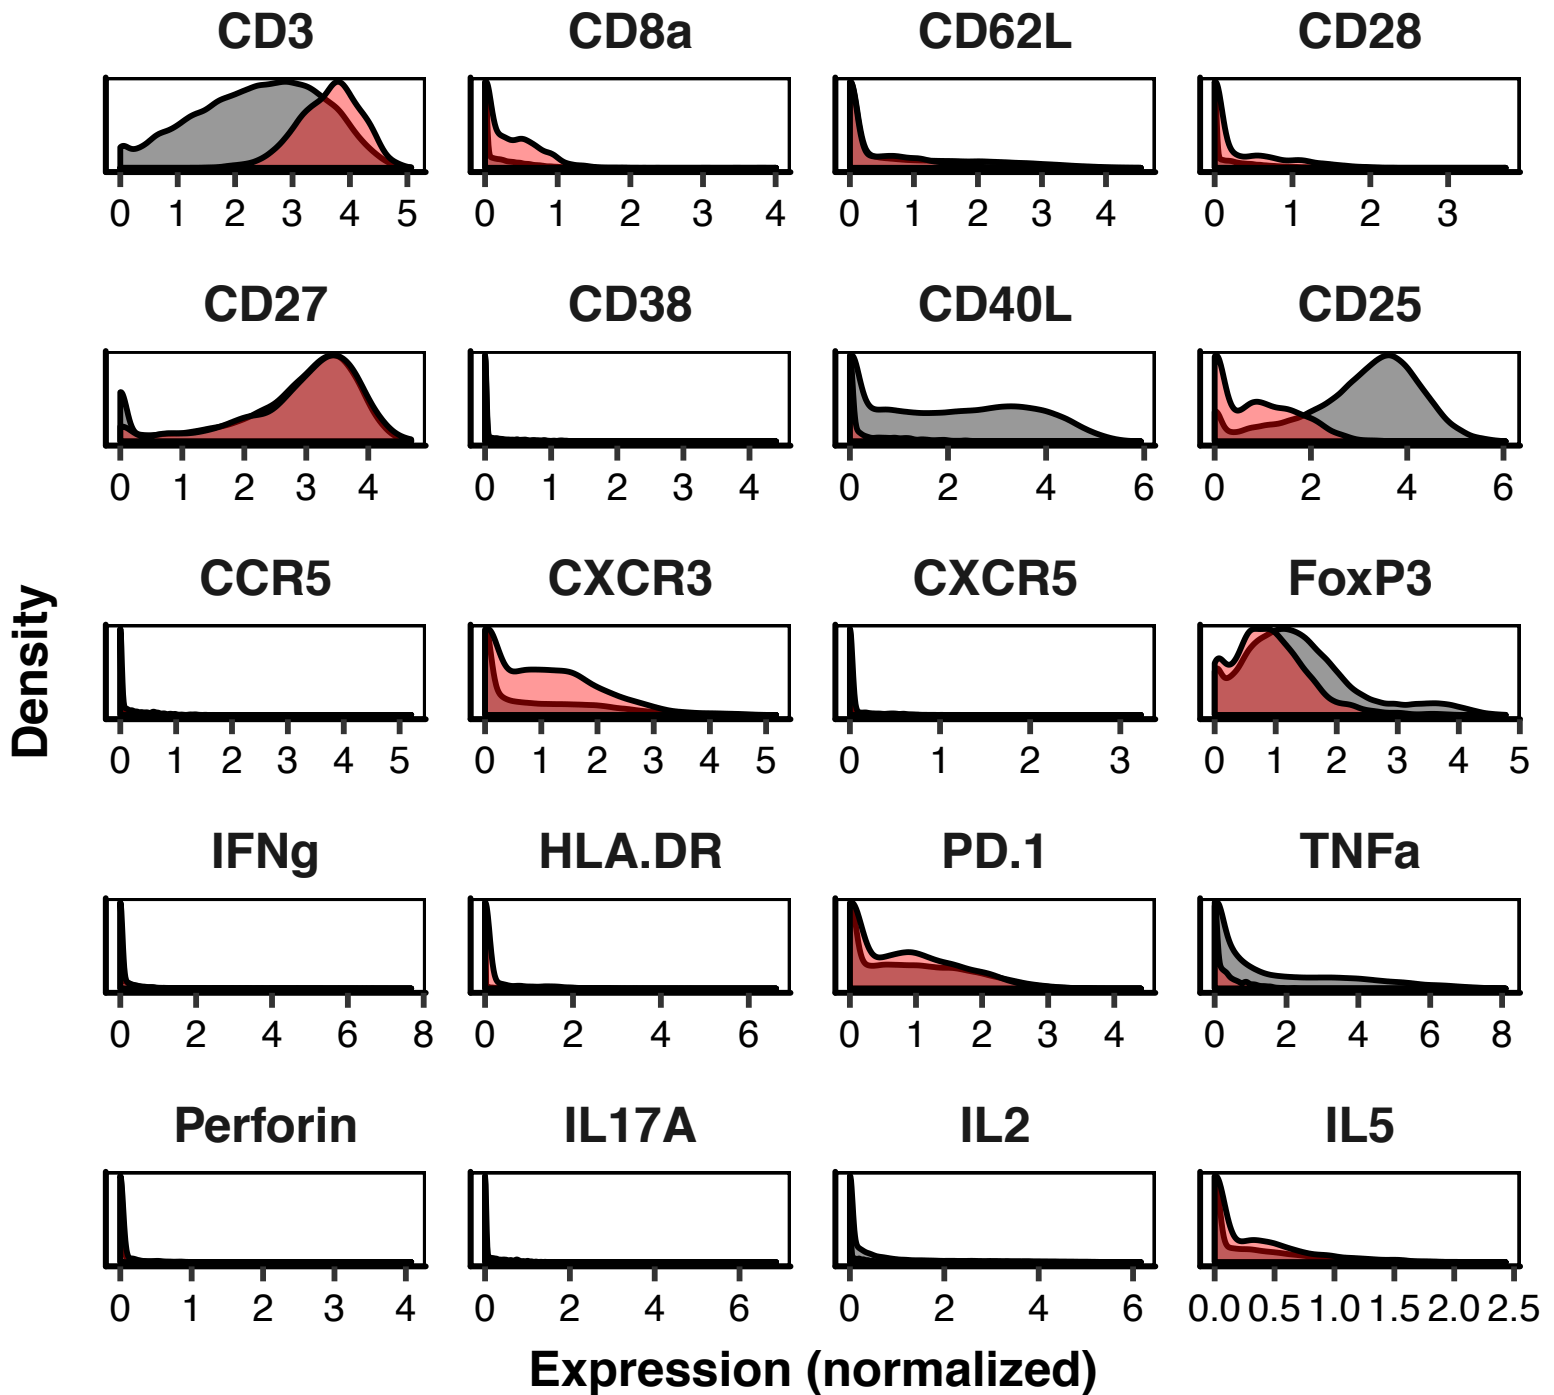 CD3 CD8a CD62L CD28
0 1 2 3 4 5 0 1 2 3 4 0 1 2 3 4 0 1 2 3
CD27 CD38 CD40L CD25
0 1 2 3 4 0 1 2 3 4 0 2 4 6 0 2 4 6
CCR5 CXCR3 CXCR5 FoxP3
0 1 2 3 4 5 0 1 2 3 4 5 0 1 2 3 0 1 2 3 4 5
Density
IFNg HLA.DR PD.1 TNFa
0 2 4 6 8 0 2 4 6 0 1 2 3 4 0 2 4 6 8
Perforin IL17A IL2 IL5
0 1 2 3 4 0 2 4 6 0 2 4 6 0.0 0.5 1.0 1.5 2.0 2.5
Expression (normalized)